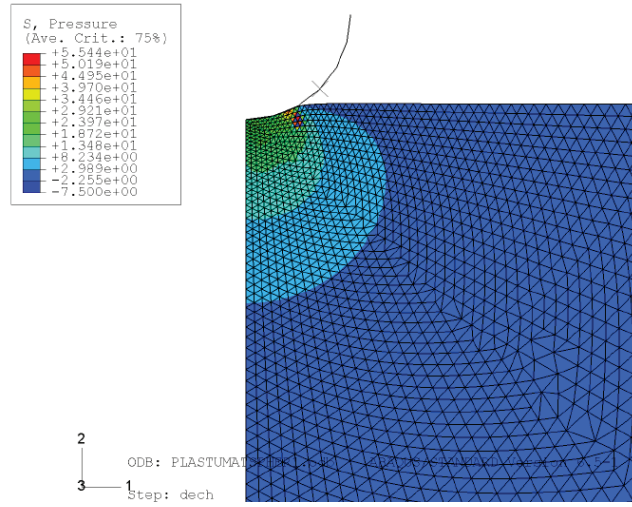 S, Pressure
(Ave. Crit.: 75%)
+5.544e+01
+5.019e+01
+4.495e+01
+3.970e+01
+3.446e+01
+2.921e+01
+2.397e+01
+1.872e+01
+1.348e+01
+8.234e+00
+2.989e+00
-2.255e+00
-7.500e+00
2
3 1
ODB:
Step: dech